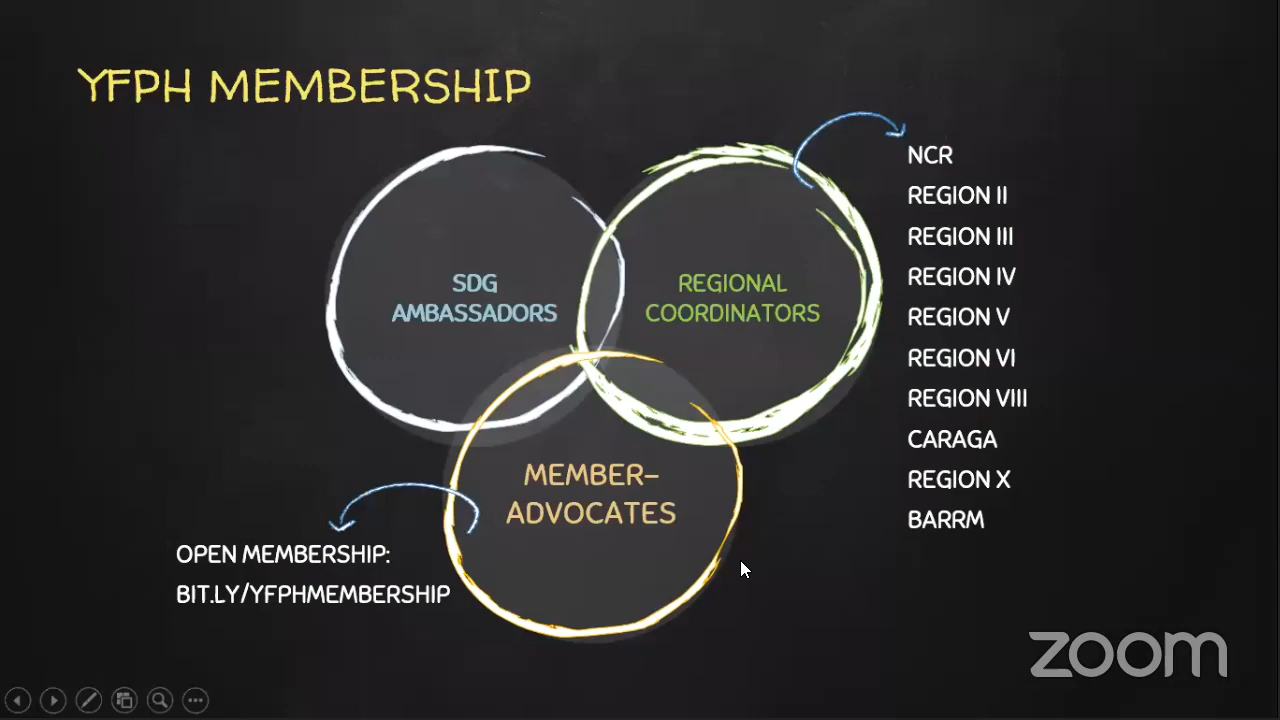 YFPH MEMBERSHIP
SDG
AMBASSADORS
REGIONAL
COORDINATORS
NCR
REGION II
REGION III
REGION IV
REGION V
REGION VI
REGION VIII
CARAGA
REGION X
BARRM
MEMBER–
ADVOCATES
OPEN MEMBERSHIP:
BIT.LY/YFPHMEMBERSHIP
zoom